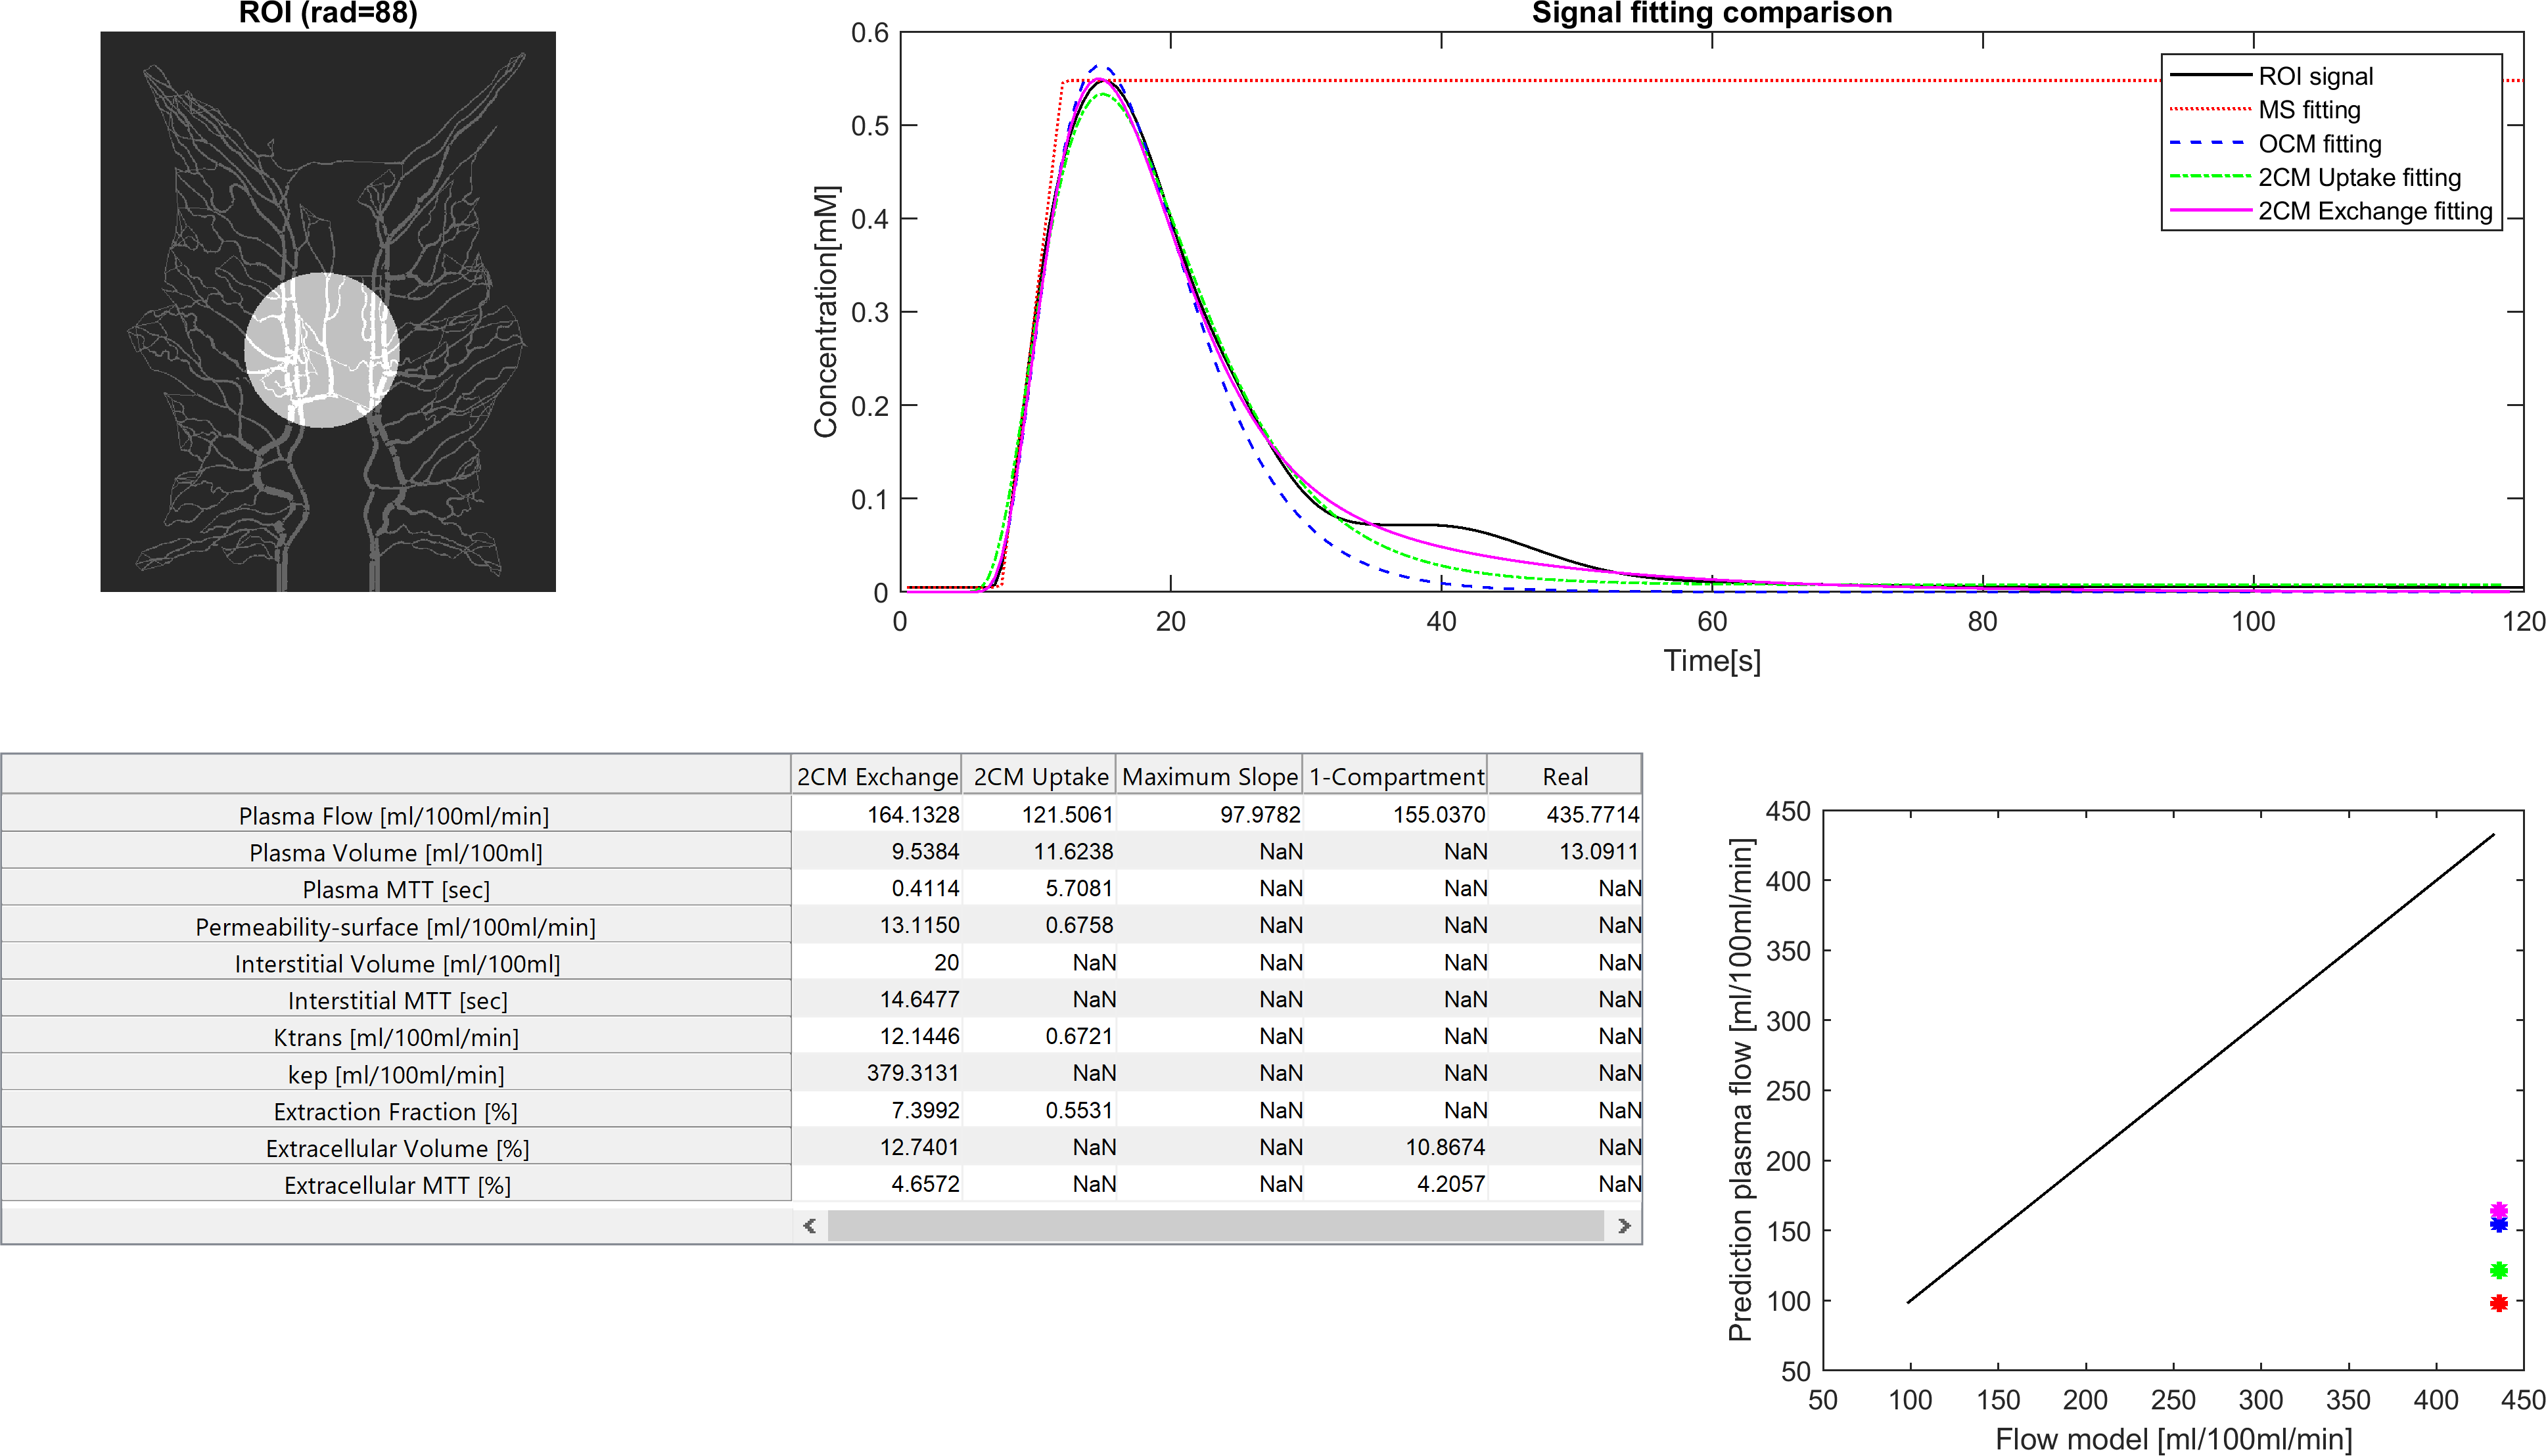 ROI (rad=88)
Signal fitting comparison
0.6
0.5
0.4
0.3
0.2
0.1
0
Concentration[mM]
0 20 40 60 80 100 120
Time[s]
ROI signal
MS fitting
OCM fitting
2CM Uptake fitting
2CM Exchange fitting
2CM Exchange 2CM Uptake Maximum Slope 1-Compartment Real
Plasma Flow [ml/100ml/min] 164.1328 121.5061 97.9782 155.0370 435.7714
Plasma Volume [ml/100ml] 9.5384 11.6238 NaN NaN 13.0911
Plasma MTT [sec] 0.4114 5.7081 NaN NaN NaN
Permeability-surface [ml/100ml/min] 13.1150 0.6758 NaN NaN NaN
Interstitial Volume [ml/100ml] 20 NaN NaN NaN NaN
Interstitial MTT [sec] 14.6477 NaN NaN NaN NaN
Ktrans [ml/100ml/min] 12.1446 0.6721 NaN NaN NaN
kep [ml/100ml/min] 379.3131 NaN NaN NaN NaN
Extraction Fraction [%] 7.3992 0.5531 NaN NaN NaN
Extracellular Volume [%] 12.7401 NaN NaN 10.8674 NaN
Extracellular MTT [%] 4.6572 NaN NaN 4.2057 NaN
450
400
350
300
250
200
150
100
50
Prediction plasma flow [ml/100ml/min]
50 100 150 200 250 300 350 400 450
Flow model [ml/100ml/min]